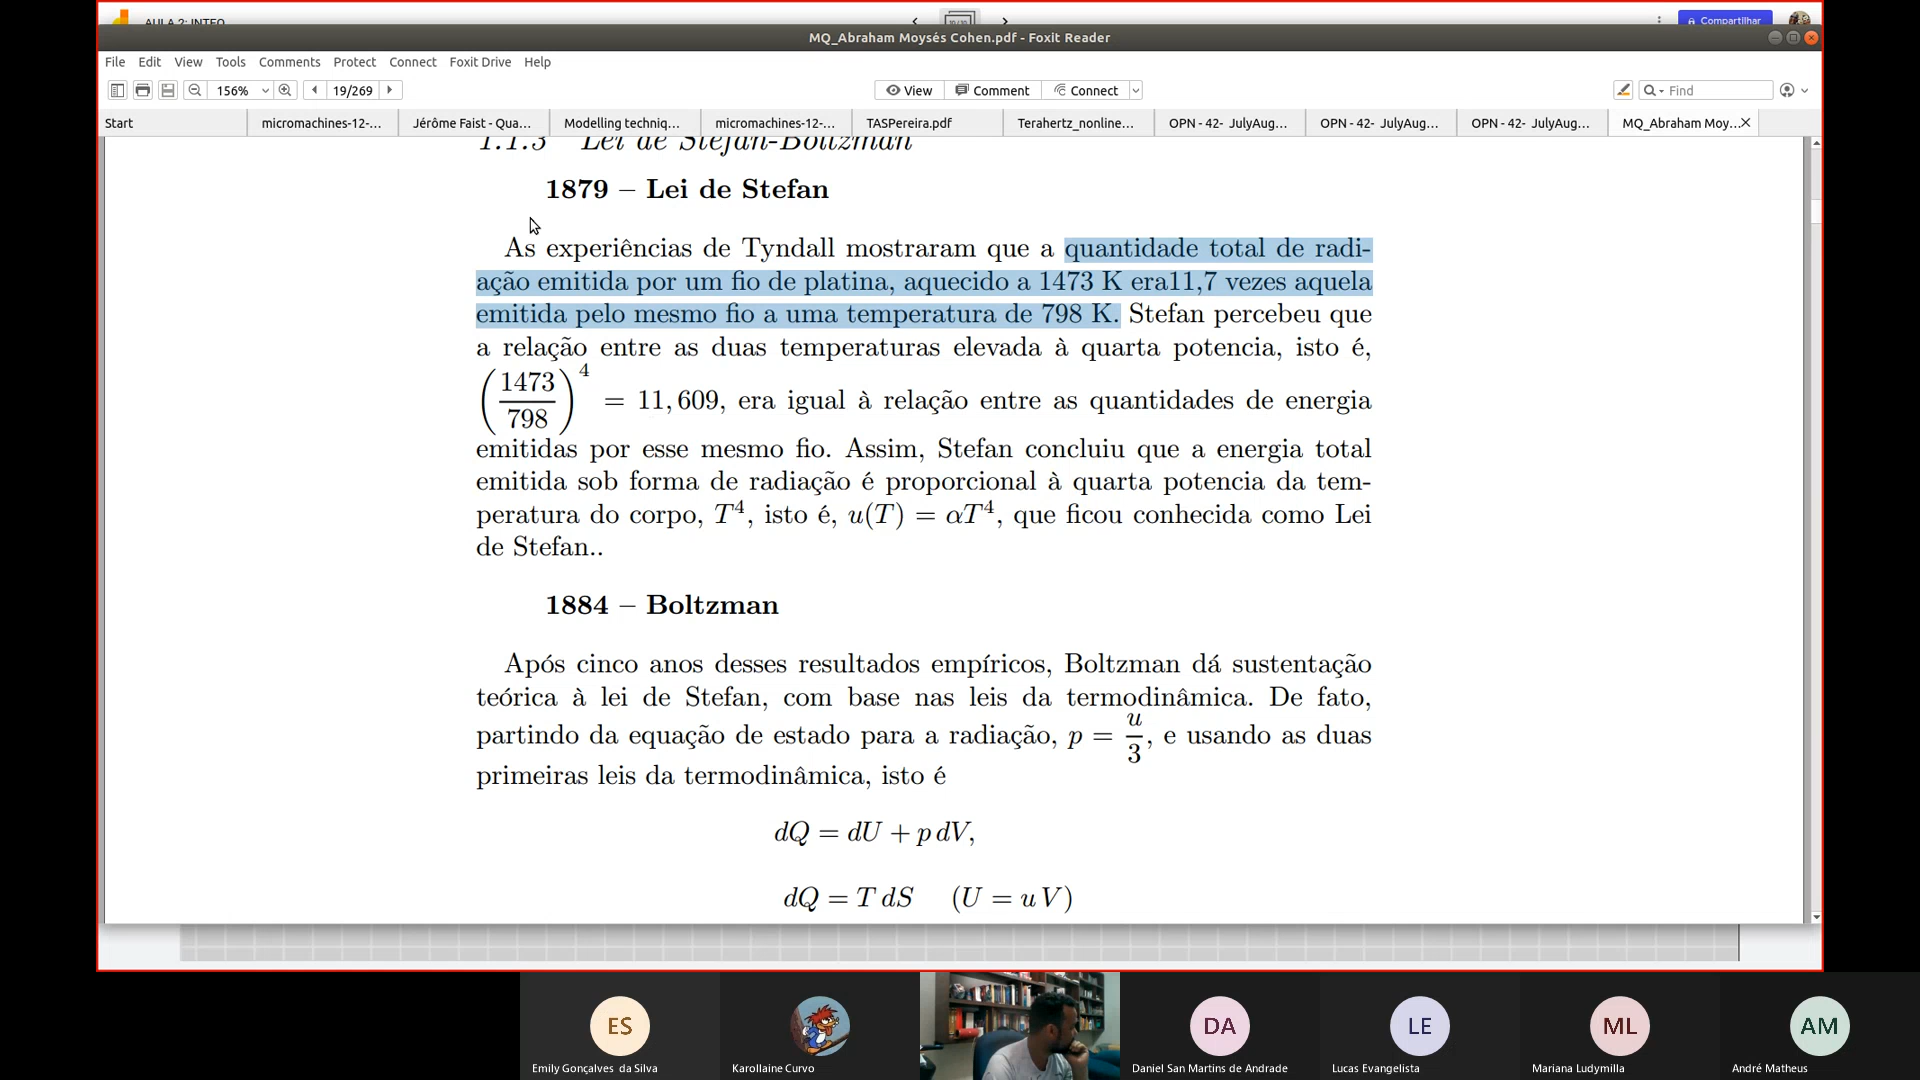 AULA 2: INTEO
Compartilhar
MQ_Abraham Moysés Cohen.pdf - Foxit Reader
File Edit View Tools Comments Protect Connect Foxit Drive Help
156% 19/269 View Comment Connect Find
Start micromachines-12-... Jérôme Faist - Qua... Modelling techniq... micromachines-12-... TASPereira.pdf Terahertz_nonline... OPN - 42- JulyAug... OPN - 42- JulyAug... OPN - 42- JulyAug... MQ_Abraham Moy...
1.1.3 Lei de Stefan-Boltzman
1879 – Lei de Stefan
As experiências de Tyndall mostraram que a quantidade total de radi-
ação emitida por um fio de platina, aquecido a 1473 K era11,7 vezes aquela
emitida pelo mesmo fio a uma temperatura de 798 K. Stefan percebeu que
a relação entre as duas temperaturas elevada à quarta potencia, isto é,
(1473/798)^4 = 11, 609, era igual à relação entre as quantidades de energia
emitidas por esse mesmo fio. Assim, Stefan concluiu que a energia total
emitida sob forma de radiação é proporcional à quarta potencia da tem-
peratura do corpo, T^4, isto é, u(T) = αT^4, que ficou conhecida como Lei
de Stefan..
1884 – Boltzman
Após cinco anos desses resultados empíricos, Boltzman dá sustentação
teórica à lei de Stefan, com base nas leis da termodinâmica. De fato,
partindo da equação de estado para a radiação, p = u/3, e usando as duas
primeiras leis da termodinâmica, isto é
dQ = dU + p dV,
dQ = T dS (U = u V)
ES DA LE ML AM
Emily Gonçalves da Silva Karollaine Curvo Daniel San Martins de Andrade Lucas Evangelista Mariana Ludymilla André Matheus